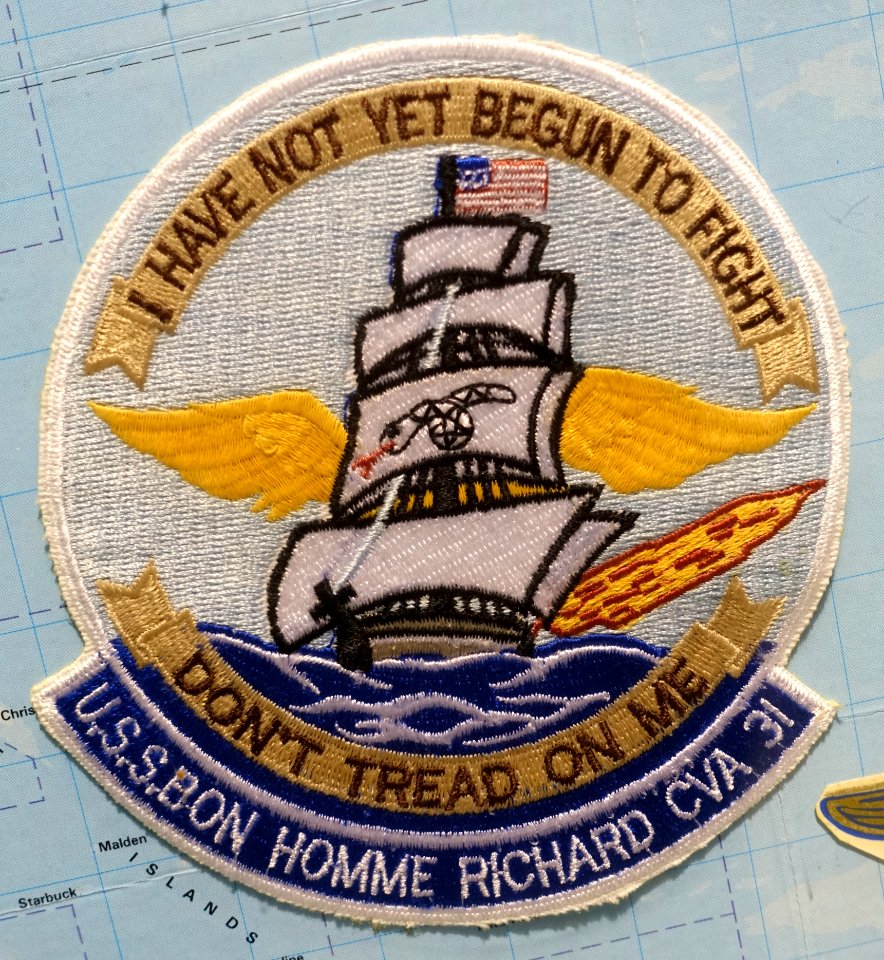 I HAVE NOT YET BEGUN TO FIGHT
DON'T TREAD ON ME
U.S.S.BON HOMME RICHARD CVA 31
Chris
Malden
ISLANDS
Starbuck
line